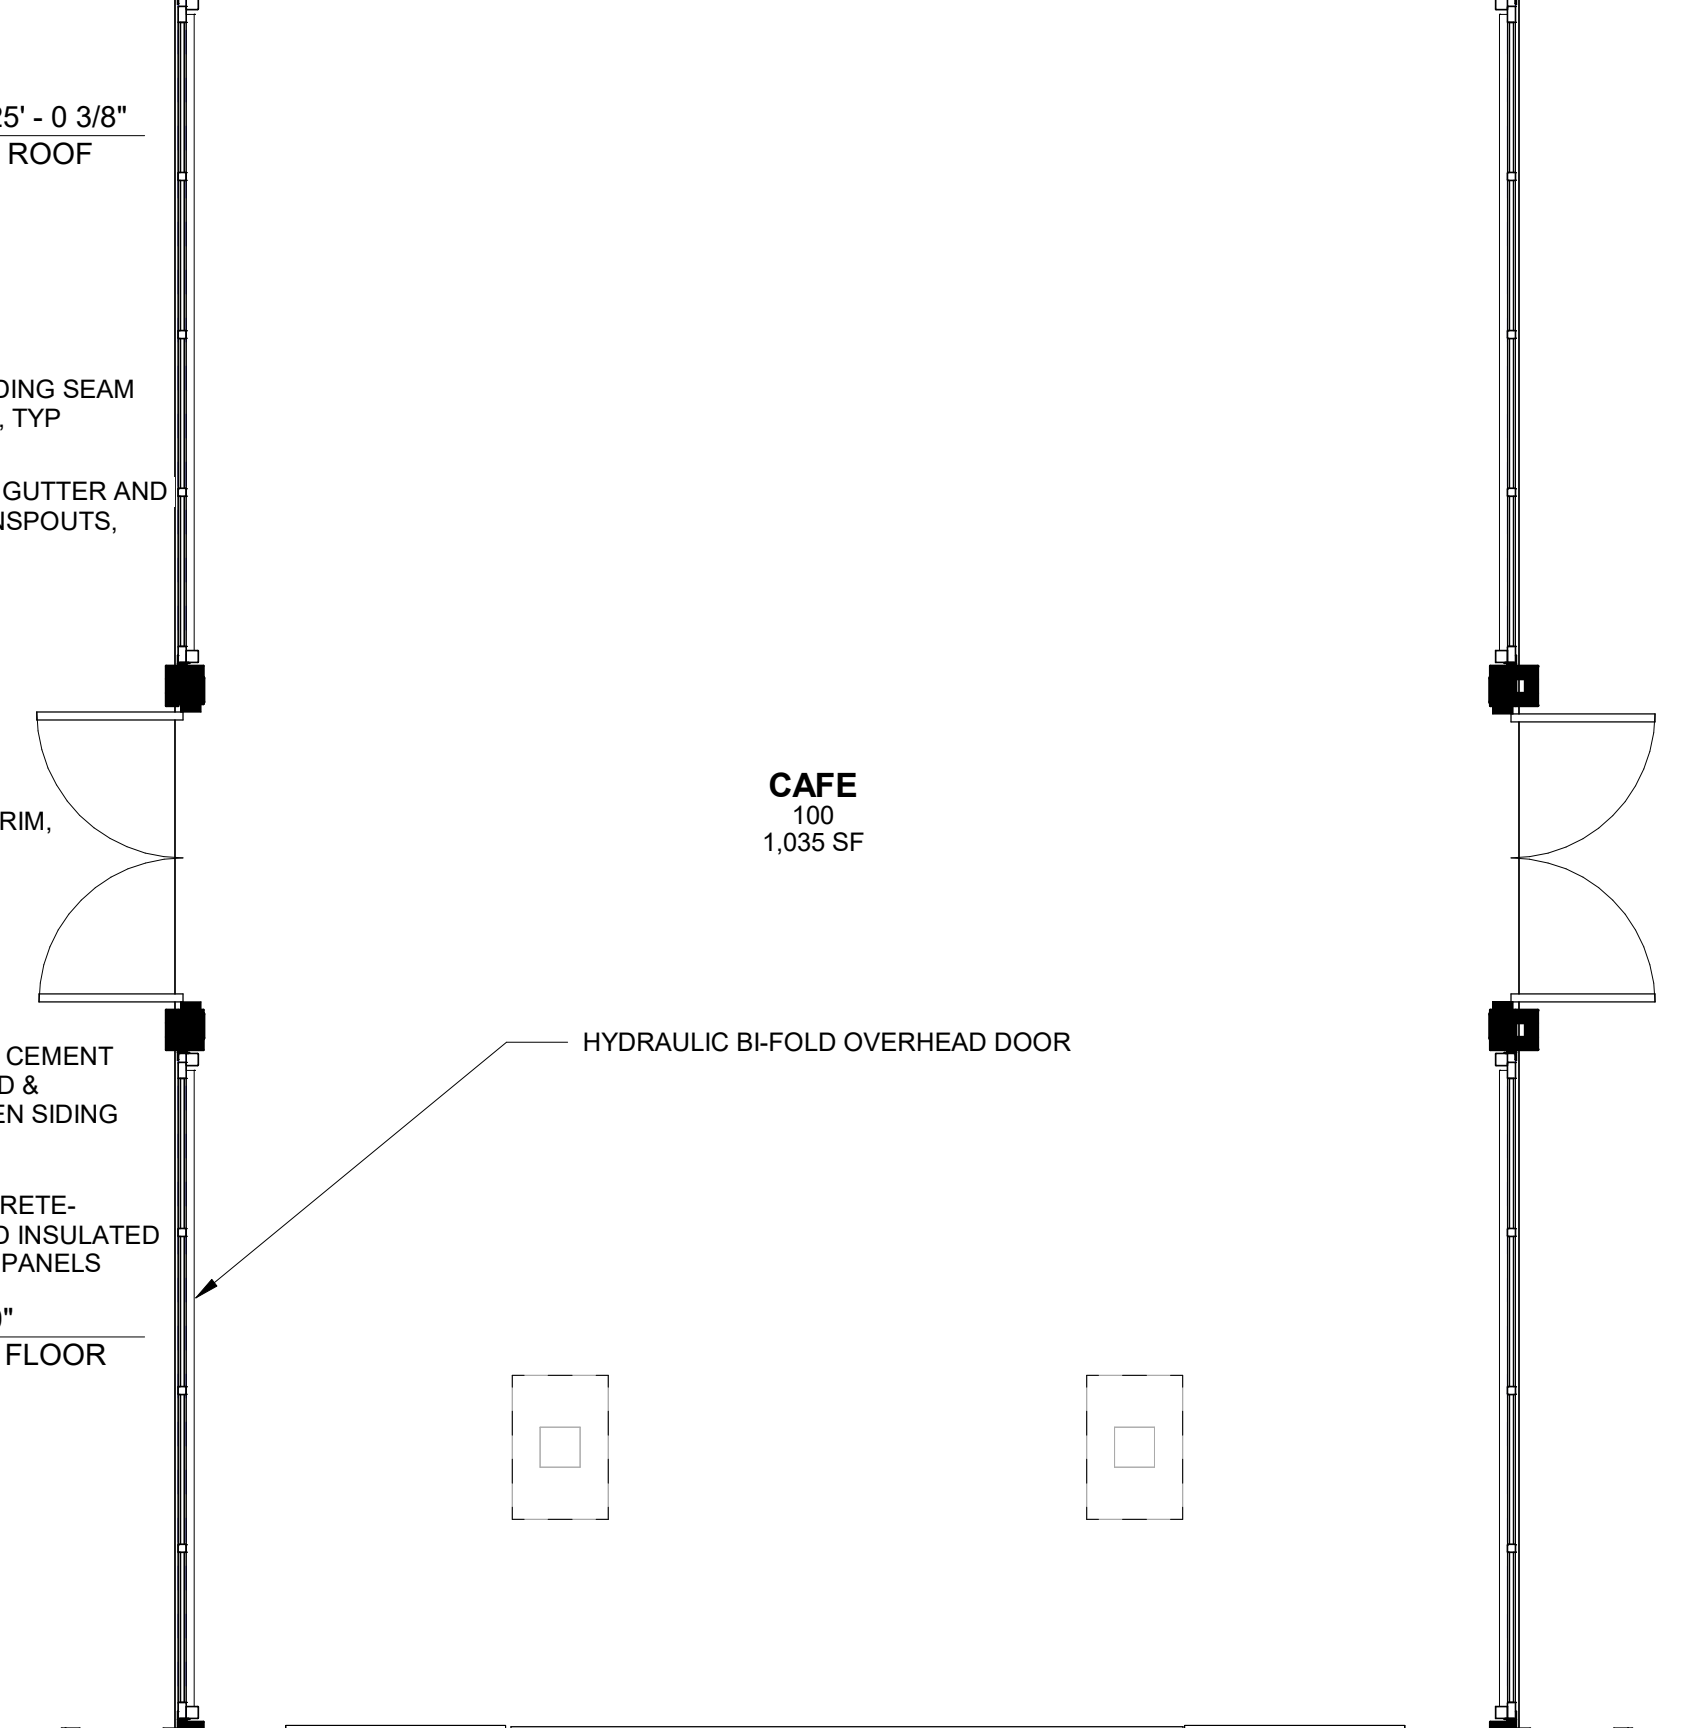 25' - 0 3/8"
ROOF
DING SEAM
, TYP
GUTTER AND
NSPOUTS,
CAFE
100
1,035 SF
RIM,
HYDRAULIC BI-FOLD OVERHEAD DOOR
CEMENT
D &
EN SIDING
RETE-
D INSULATED
PANELS
0"
FLOOR